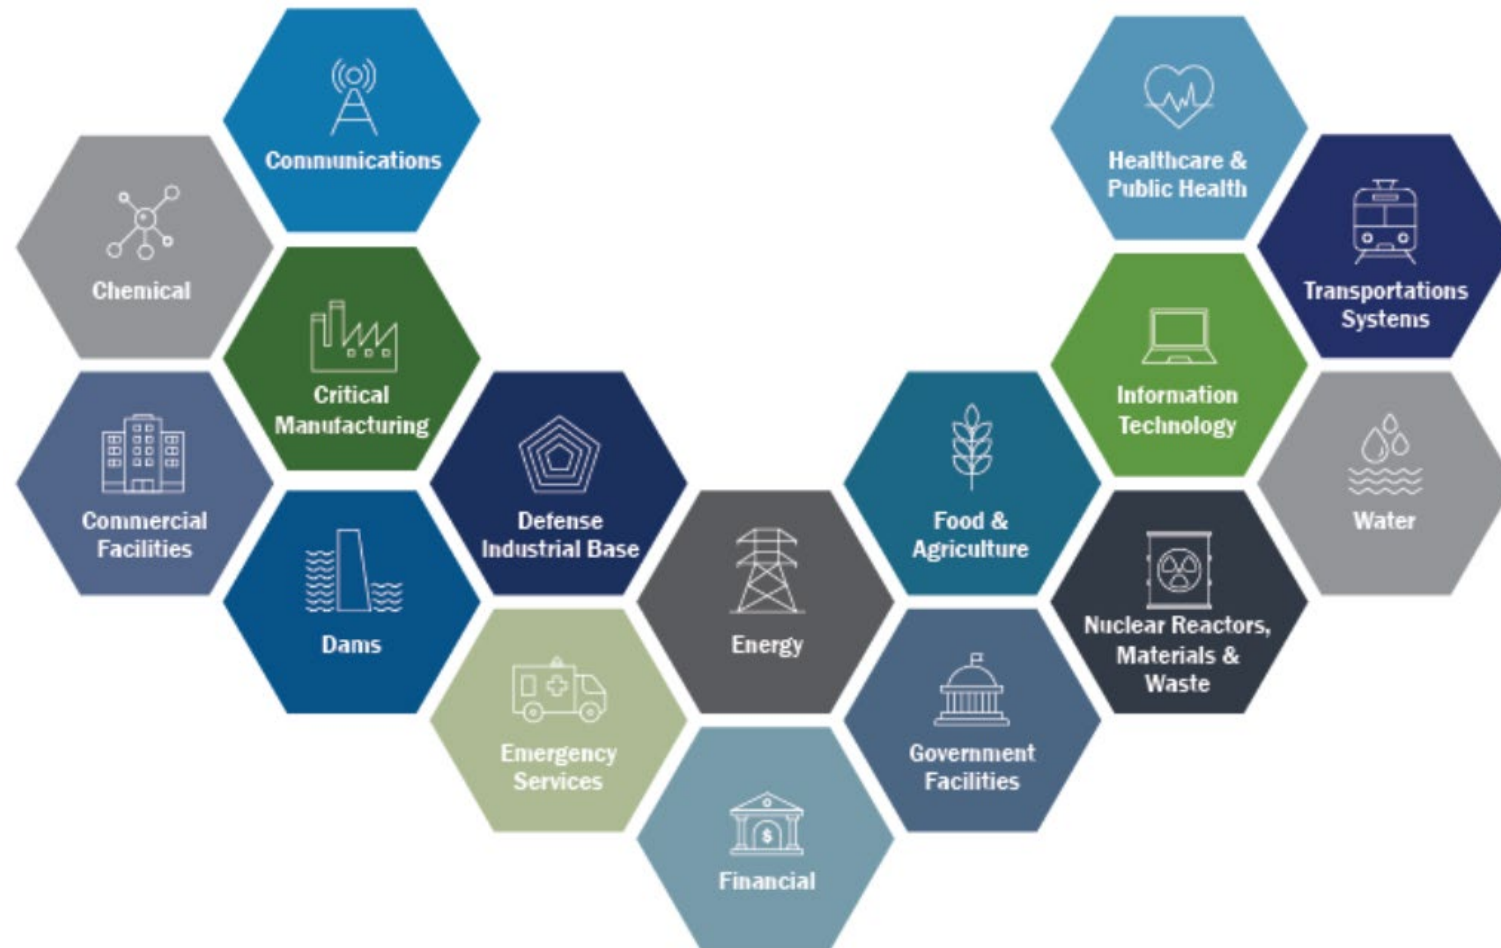 Communications
Healthcare &
Public Health
Chemical
Transportations
Systems
Critical
Manufacturing
Information
Technology
Commercial
Facilities
Defense
Industrial Base
Food &
Agriculture
Water
Dams
Energy
Nuclear Reactors,
Materials &
Waste
Emergency
Services
Government
Facilities
$
Financial